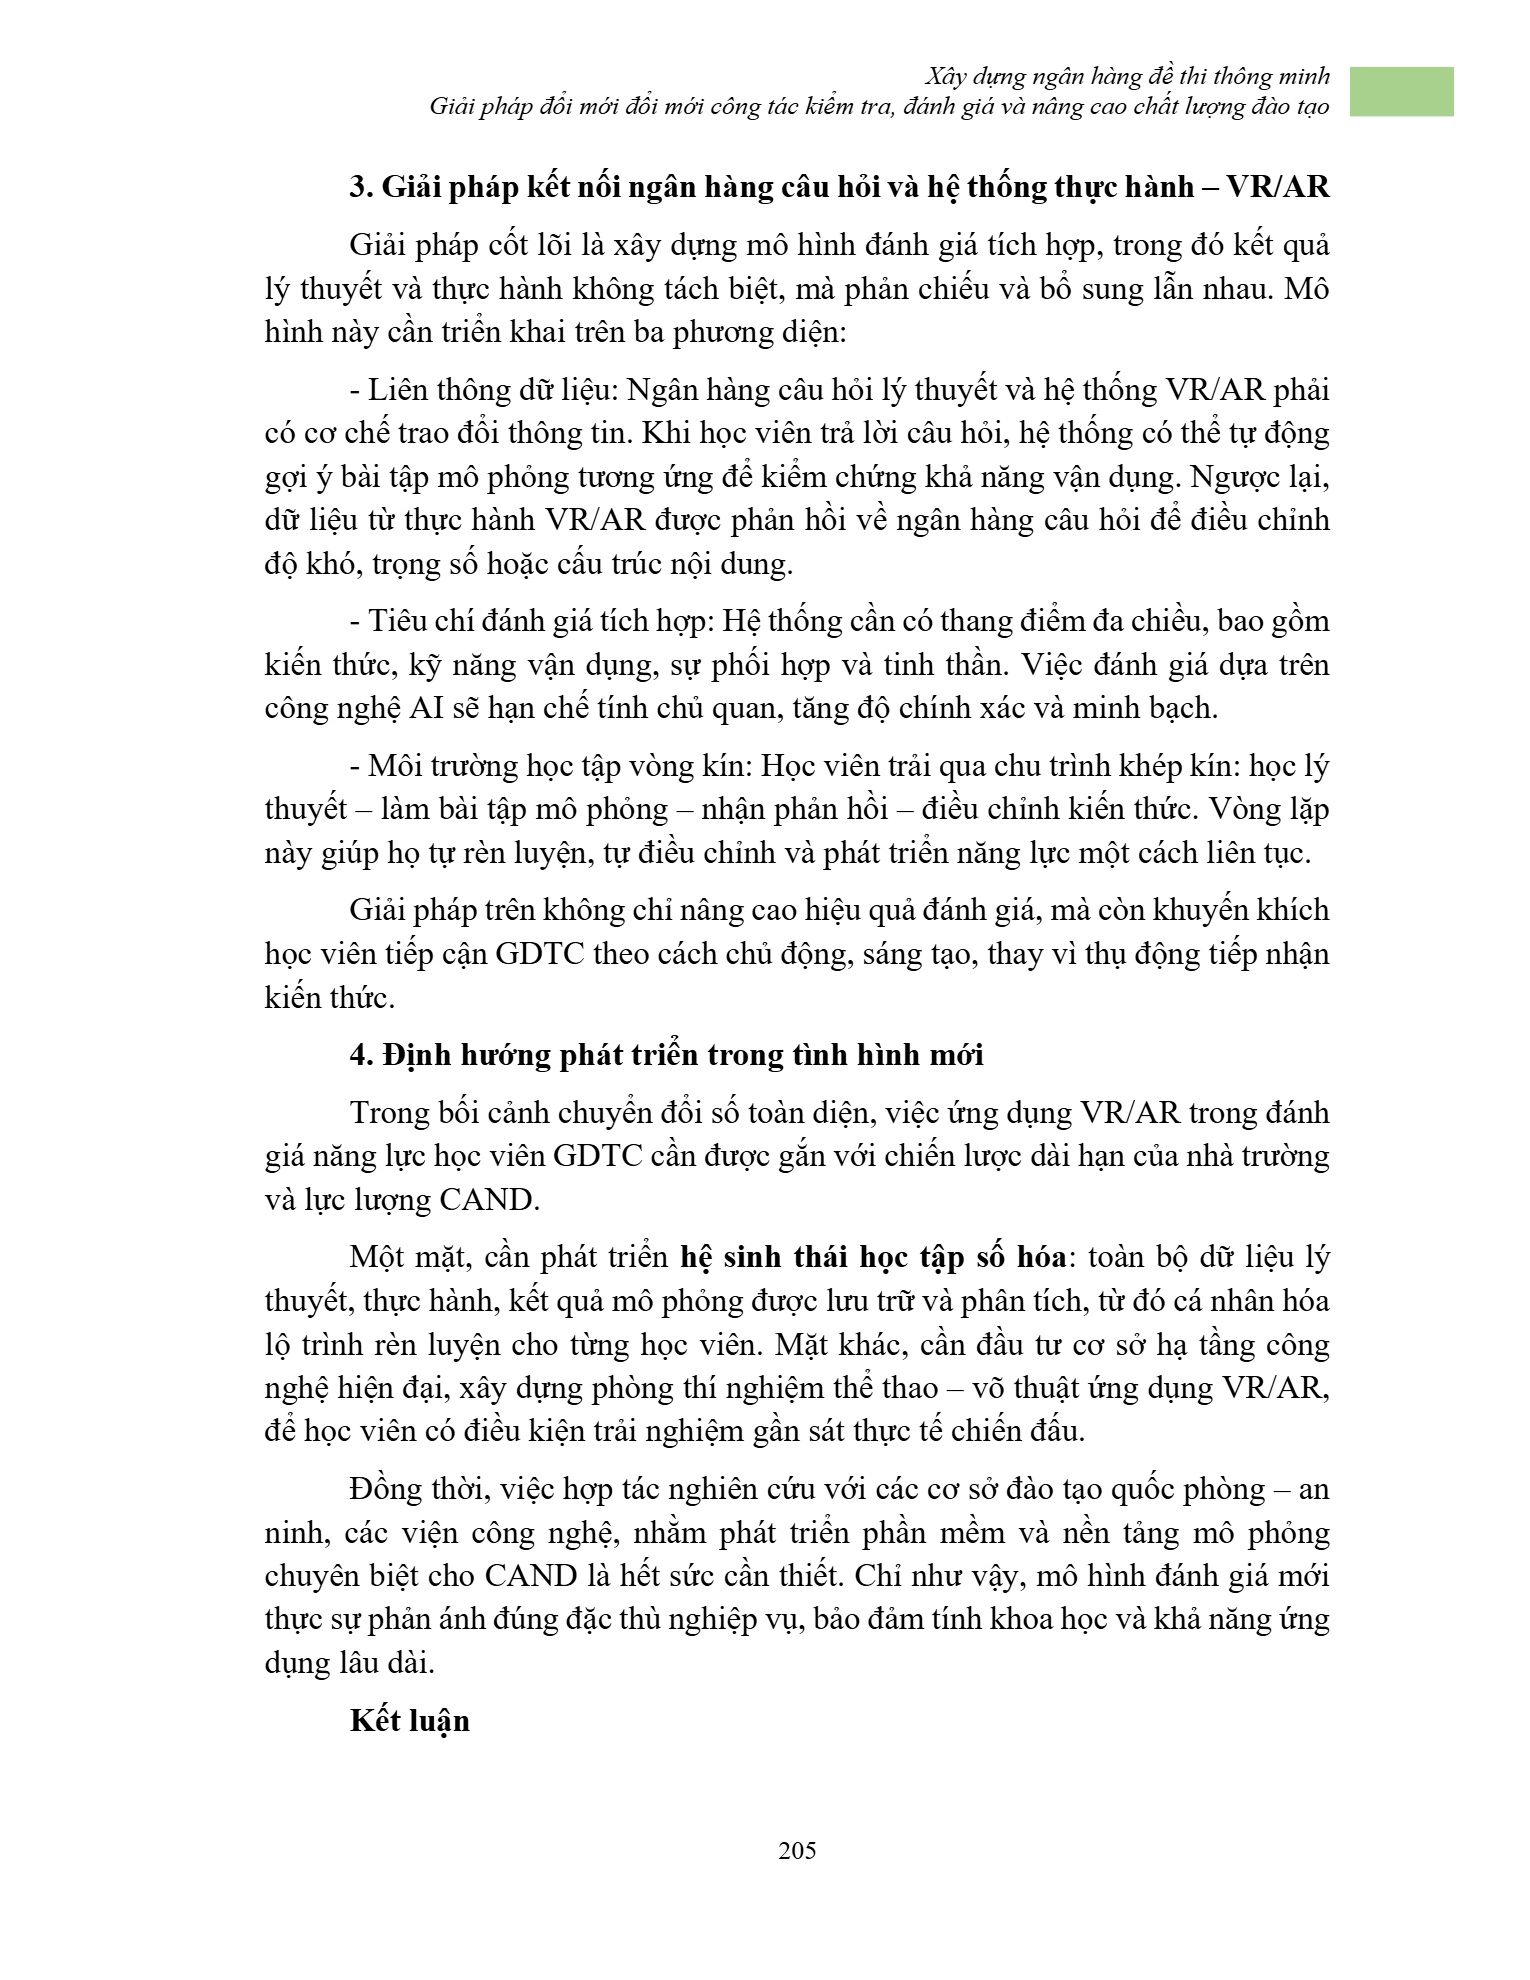 Xây dựng ngân hàng đề thi thông minh
Giải pháp đổi mới đổi mới công tác kiểm tra, đánh giá và nâng cao chất lượng đào tạo
3. Giải pháp kết nối ngân hàng câu hỏi và hệ thống thực hành – VR/AR
Giải pháp cốt lõi là xây dựng mô hình đánh giá tích hợp, trong đó kết quả
lý thuyết và thực hành không tách biệt, mà phản chiếu và bổ sung lẫn nhau. Mô
hình này cần triển khai trên ba phương diện:
- Liên thông dữ liệu: Ngân hàng câu hỏi lý thuyết và hệ thống VR/AR phải
có cơ chế trao đổi thông tin. Khi học viên trả lời câu hỏi, hệ thống có thể tự động
gợi ý bài tập mô phỏng tương ứng để kiểm chứng khả năng vận dụng. Ngược lại,
dữ liệu từ thực hành VR/AR được phản hồi về ngân hàng câu hỏi để điều chỉnh
độ khó, trọng số hoặc cấu trúc nội dung.
- Tiêu chí đánh giá tích hợp: Hệ thống cần có thang điểm đa chiều, bao gồm
kiến thức, kỹ năng vận dụng, sự phối hợp và tinh thần. Việc đánh giá dựa trên
công nghệ AI sẽ hạn chế tính chủ quan, tăng độ chính xác và minh bạch.
- Môi trường học tập vòng kín: Học viên trải qua chu trình khép kín: học lý
thuyết – làm bài tập mô phỏng – nhận phản hồi – điều chỉnh kiến thức. Vòng lặp
này giúp họ tự rèn luyện, tự điều chỉnh và phát triển năng lực một cách liên tục.
Giải pháp trên không chỉ nâng cao hiệu quả đánh giá, mà còn khuyến khích
học viên tiếp cận GDTC theo cách chủ động, sáng tạo, thay vì thụ động tiếp nhận
kiến thức.
4. Định hướng phát triển trong tình hình mới
Trong bối cảnh chuyển đổi số toàn diện, việc ứng dụng VR/AR trong đánh
giá năng lực học viên GDTC cần được gắn với chiến lược dài hạn của nhà trường
và lực lượng CAND.
Một mặt, cần phát triển hệ sinh thái học tập số hóa: toàn bộ dữ liệu lý
thuyết, thực hành, kết quả mô phỏng được lưu trữ và phân tích, từ đó cá nhân hóa
lộ trình rèn luyện cho từng học viên. Mặt khác, cần đầu tư cơ sở hạ tầng công
nghệ hiện đại, xây dựng phòng thí nghiệm thể thao – võ thuật ứng dụng VR/AR,
để học viên có điều kiện trải nghiệm gần sát thực tế chiến đấu.
Đồng thời, việc hợp tác nghiên cứu với các cơ sở đào tạo quốc phòng – an
ninh, các viện công nghệ, nhằm phát triển phần mềm và nền tảng mô phỏng
chuyên biệt cho CAND là hết sức cần thiết. Chỉ như vậy, mô hình đánh giá mới
thực sự phản ánh đúng đặc thù nghiệp vụ, bảo đảm tính khoa học và khả năng ứng
dụng lâu dài.
Kết luận
205